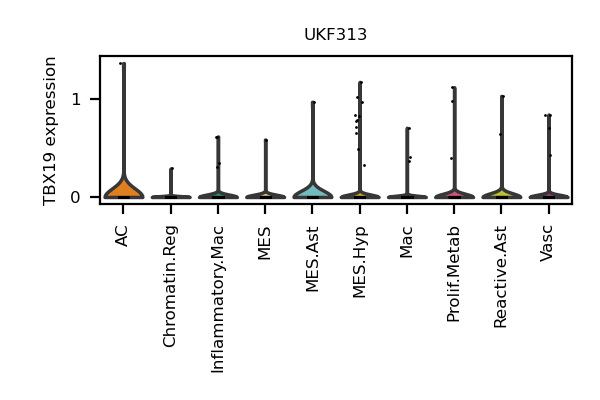 UKF313
TBX19 expression
1
0
AC
Chromatin.Reg
Inflammatory.Mac
MES
MES.Ast
MES.Hyp
Mac
Prolif.Metab
Reactive.Ast
Vasc